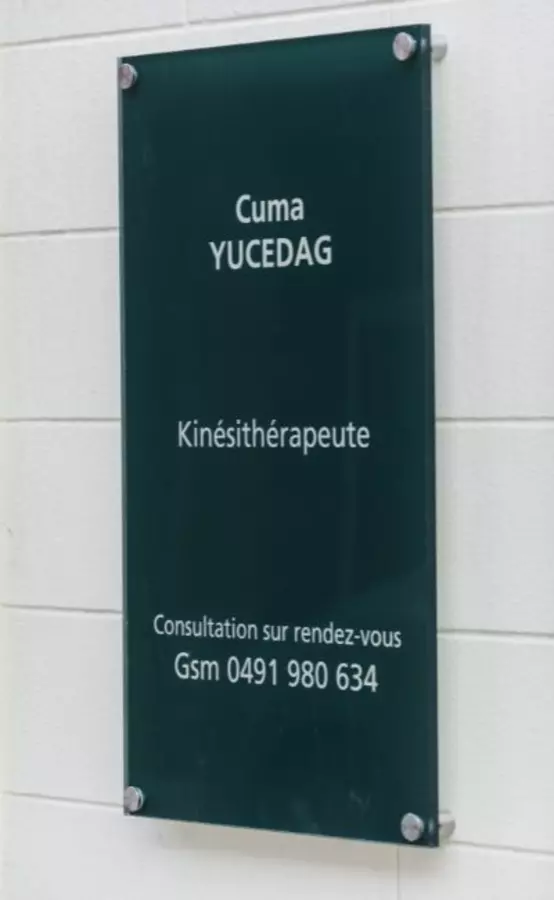 Cuma
YUCEDAG
Kinésithérapeute
Consultation sur rendez-vous
Gsm 0491 980 634